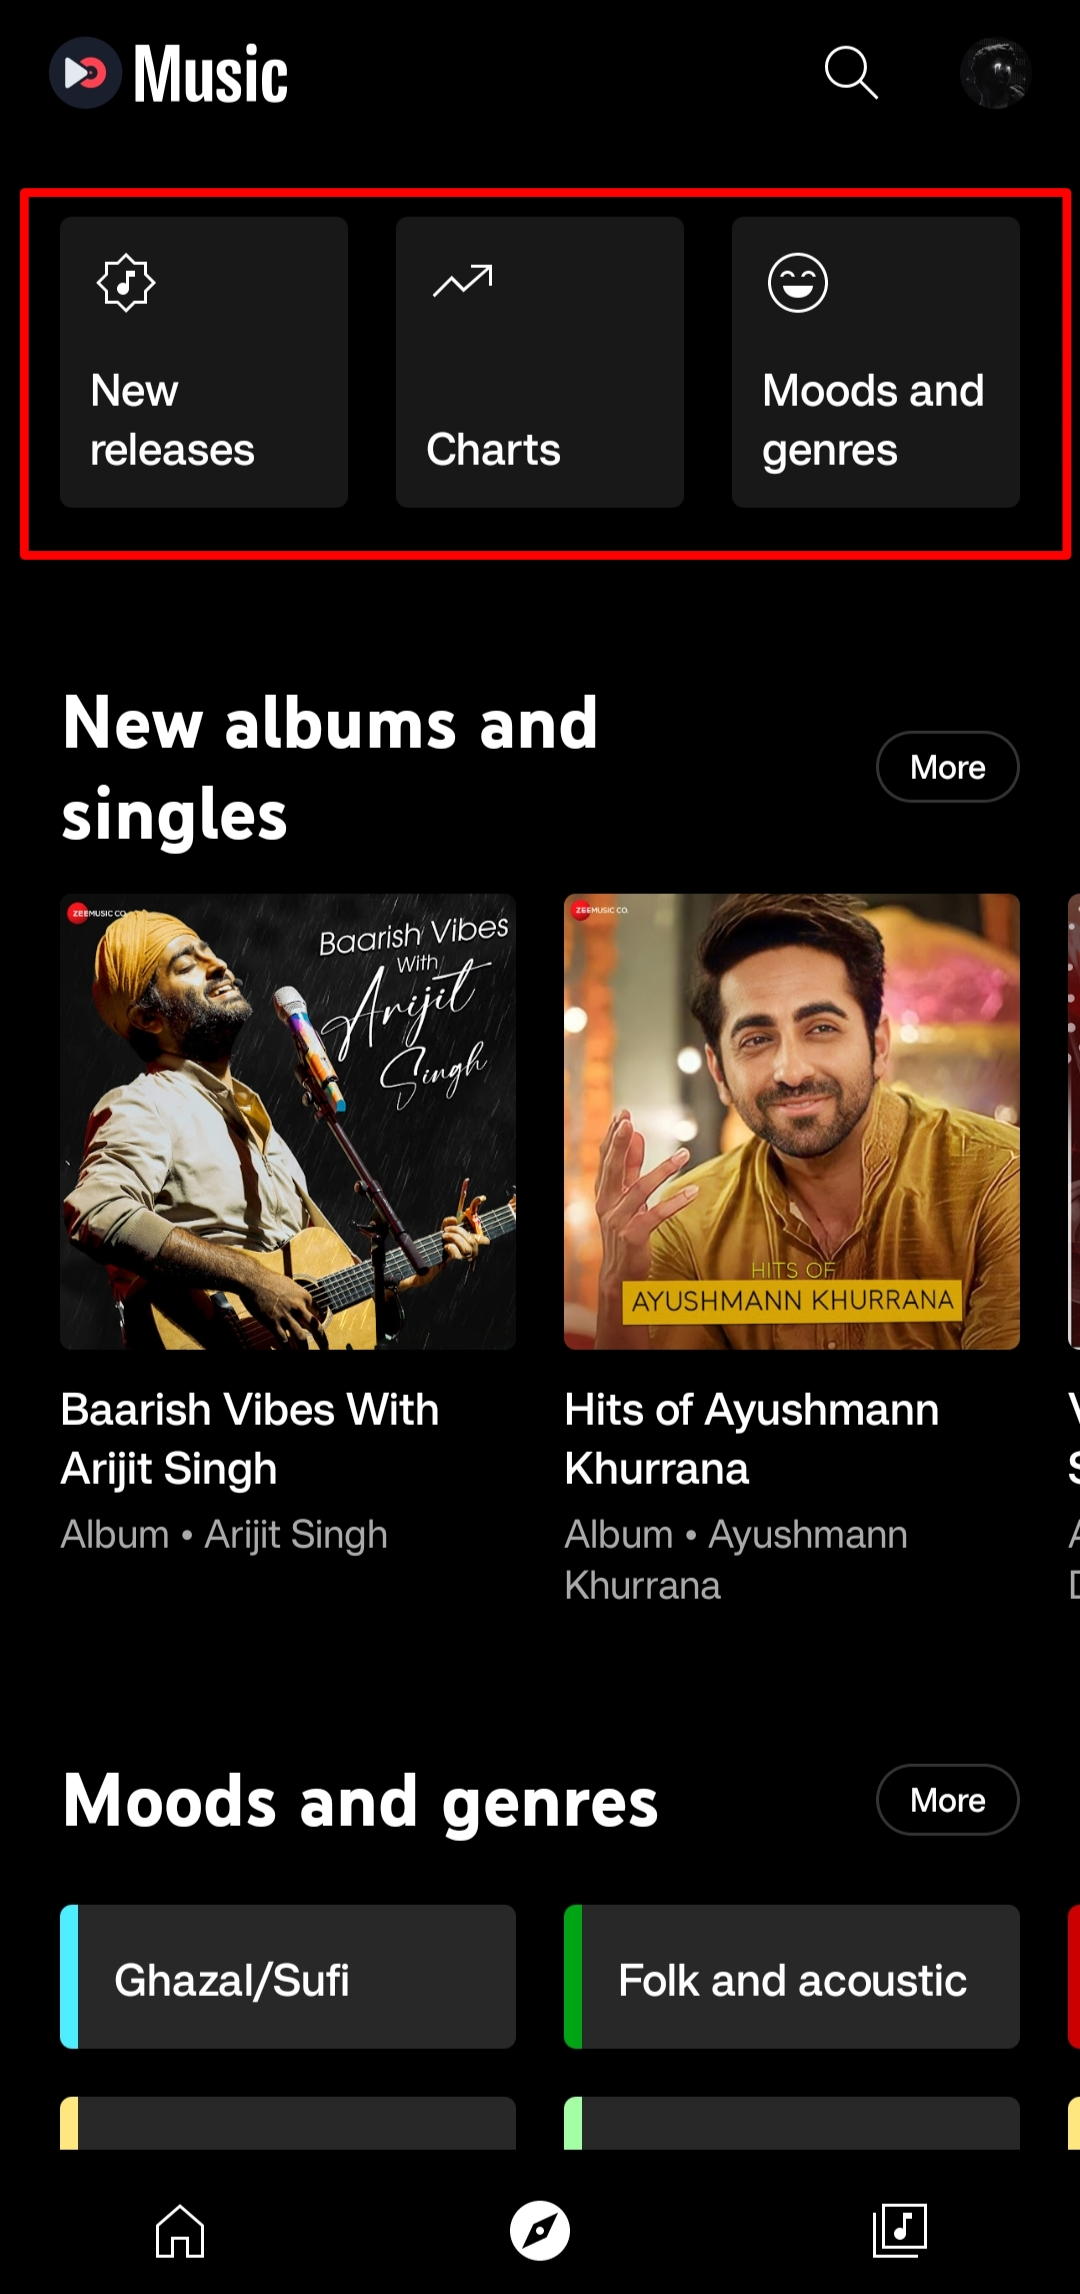 Music
New
releases
Charts
Moods and
genres
New albums and
singles
More
ZEEMUSIC CO.
Baarish Vibes
With
Arijit
Singh
ZEEMUSIC CO.
HITS OF
AYUSHMANN KHURRANA
Baarish Vibes With
Arijit Singh
Album • Arijit Singh
Hits of Ayushmann
Khurrana
Album • Ayushmann
Khurrana
Moods and genres
More
Ghazal/Sufi
Folk and acoustic